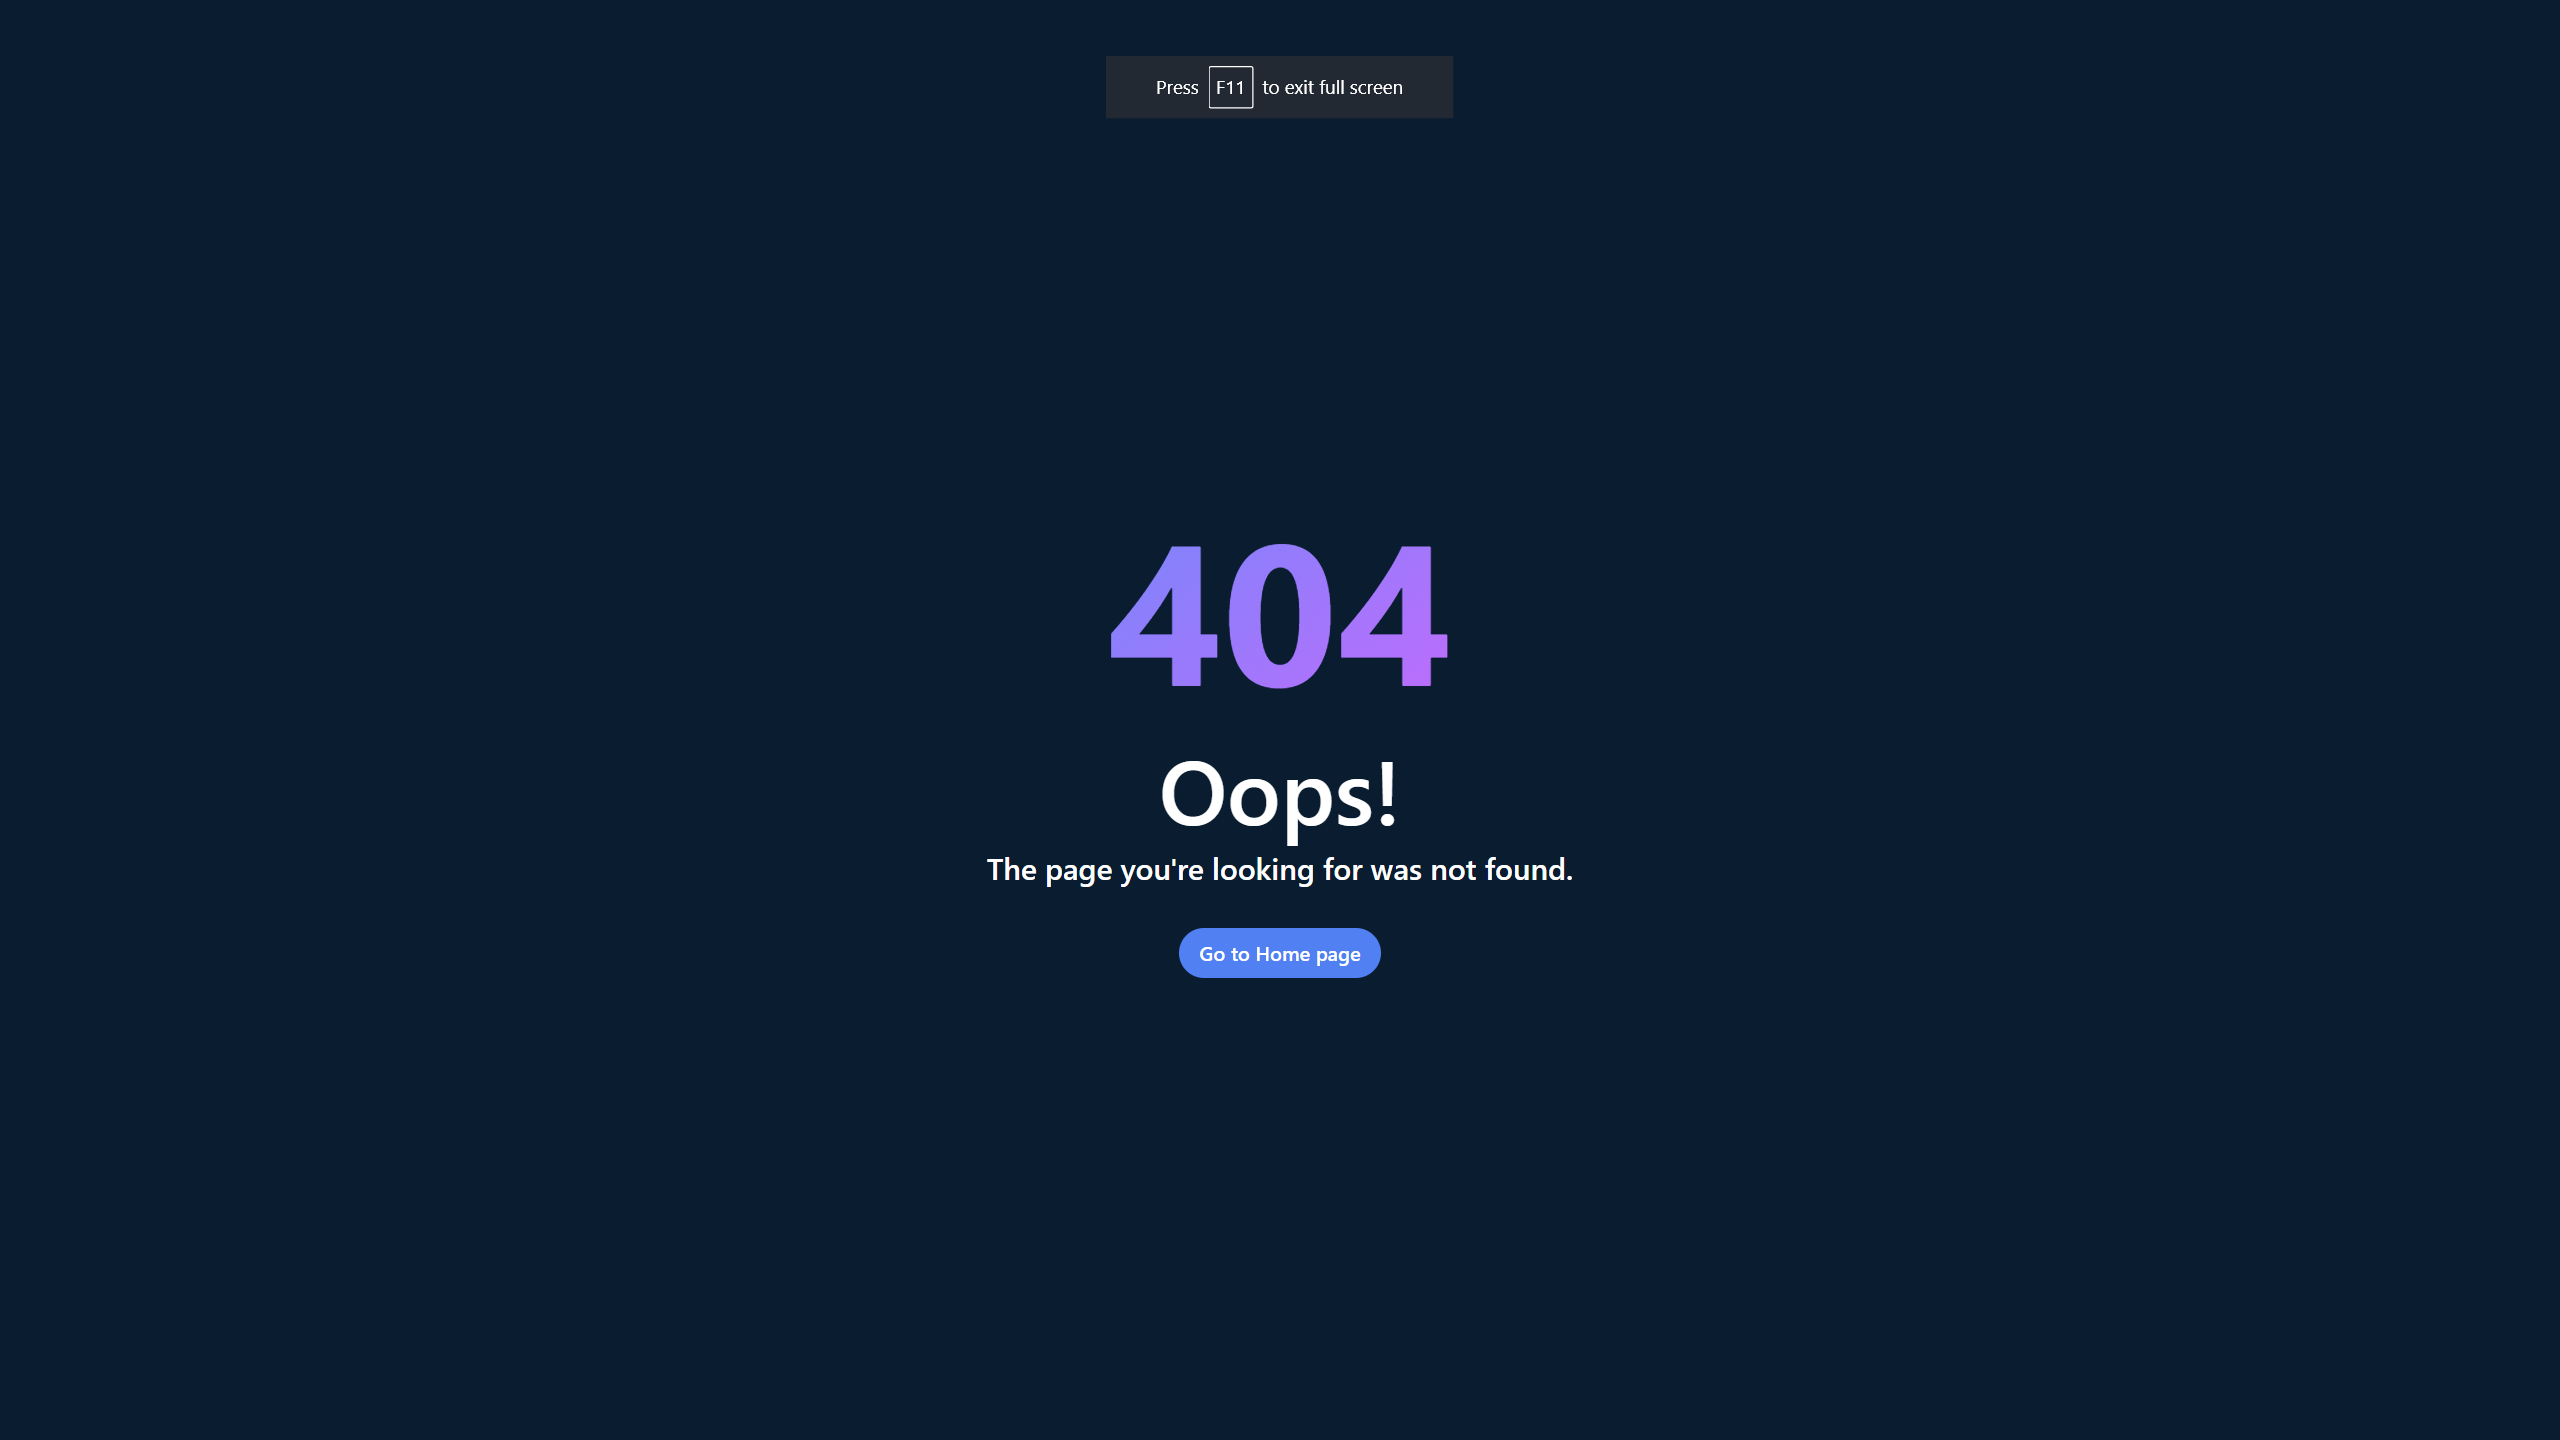 Press F11 to exit full screen
404
Oops!
The page you're looking for was not found.
Go to Home page